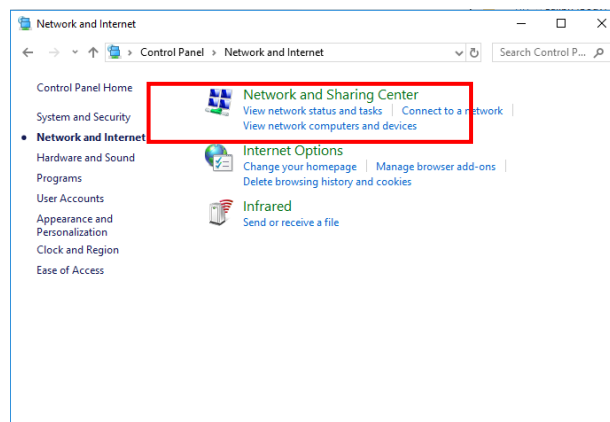 Network and Internet
Control Panel > Network and Internet
Search Control P...
Control Panel Home
System and Security
Network and Internet
Hardware and Sound
Programs
User Accounts
Appearance and
Personalization
Clock and Region
Ease of Access
Network and Sharing Center
View network status and tasks | Connect to a network |
View network computers and devices
Internet Options
Change your homepage | Manage browser add-ons |
Delete browsing history and cookies
Infrared
Send or receive a file